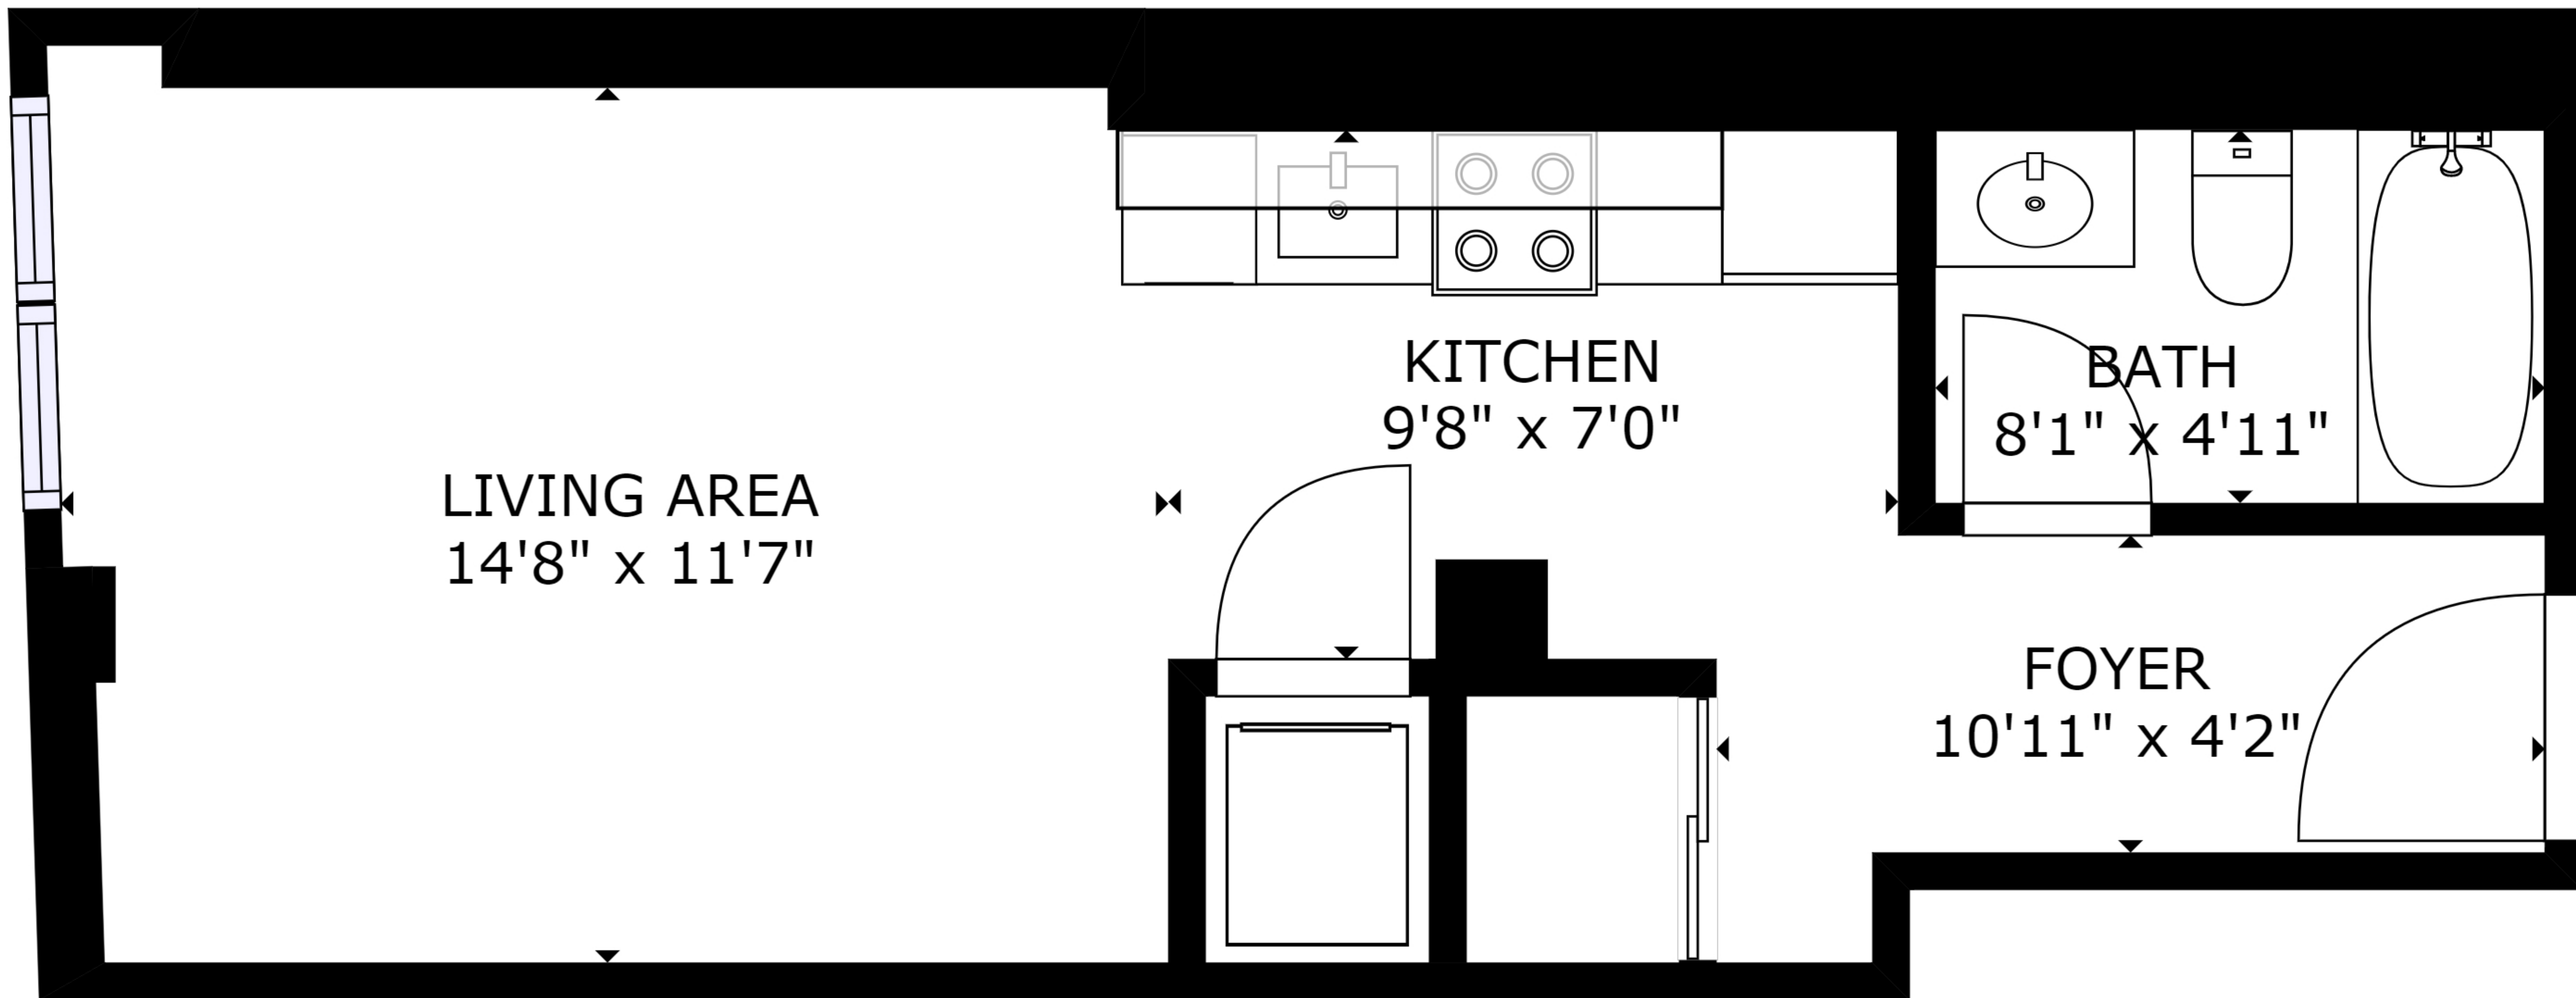 KITCHEN
9'8" x 7'0"
BATH
8'1" x 4'11"
LIVING AREA
14'8" x 11'7"
FOYER
10'11" x 4'2"